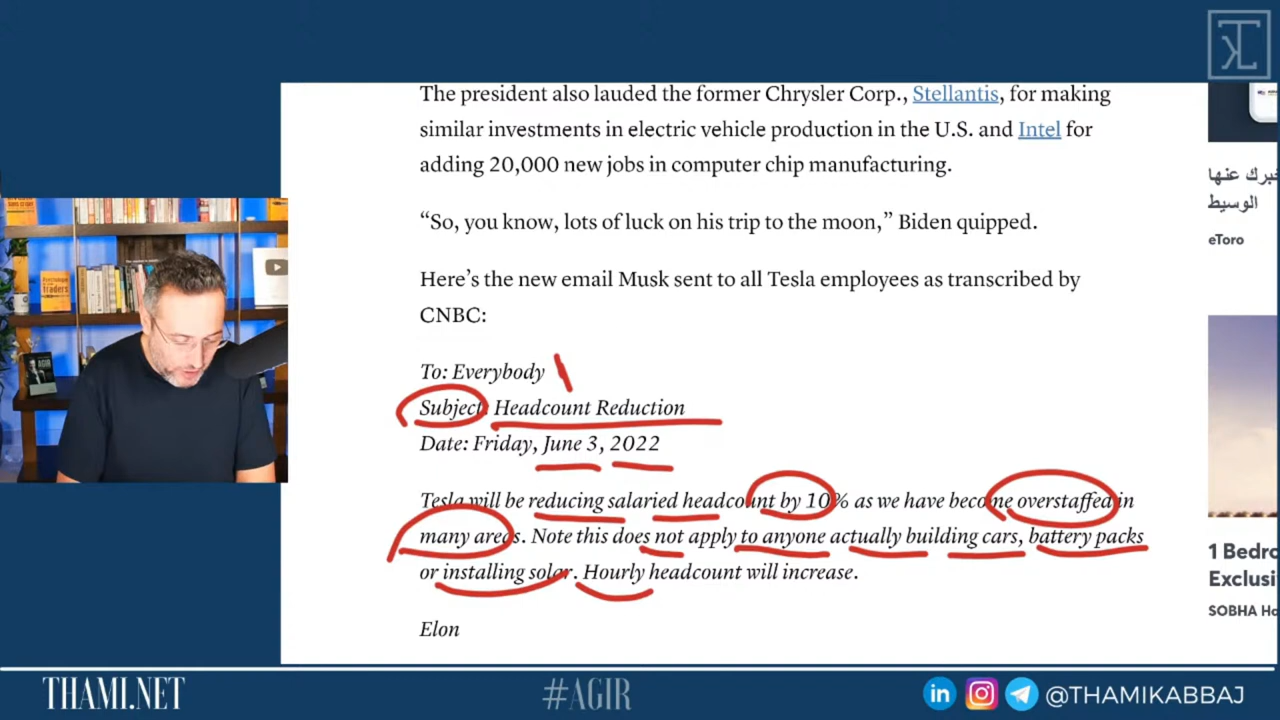 The president also lauded the former Chrysler Corp., Stellantis, for making
similar investments in electric vehicle production in the U.S. and Intel for
adding 20,000 new jobs in computer chip manufacturing.
“So, you know, lots of luck on his trip to the moon,” Biden quipped.
Here’s the new email Musk sent to all Tesla employees as transcribed by
CNBC:
To: Everybody
Subject: Headcount Reduction
Date: Friday, June 3, 2022
Tesla will be reducing salaried headcount by 10% as we have become overstaffed in
many areas. Note this does not apply to anyone actually building cars, battery packs
or installing solar. Hourly headcount will increase.
Elon
الوسيط
eToro
1 Bedro
Exclusi
SOBHA Ha
AGIR
THAMI.NET
#AGIR
@THAMIKABBAJ